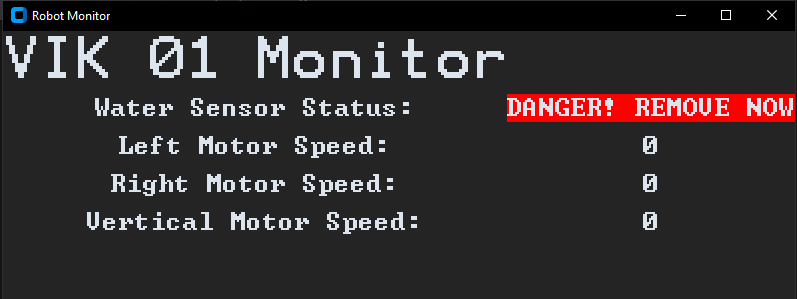 Robot Monitor
VIK 01 Monitor
Water Sensor Status: DANGER! REMOVE NOW
Left Motor Speed: 0
Right Motor Speed: 0
Vertical Motor Speed: 0